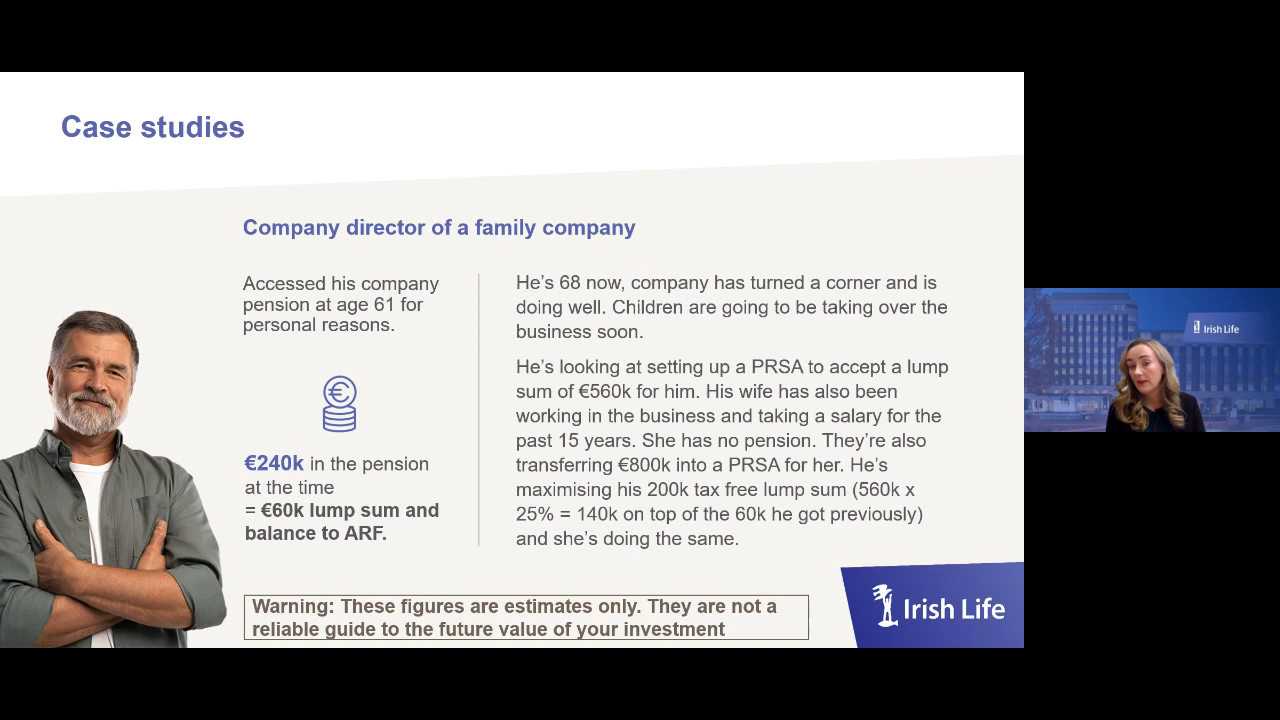 Case studies
Company director of a family company
Accessed his company
pension at age 61 for
personal reasons.
€
€240k in the pension
at the time
= €60k lump sum and
balance to ARF.
He's 68 now, company has turned a corner and is
doing well. Children are going to be taking over the
business soon.
He's looking at setting up a PRSA to accept a lump
sum of €560k for him. His wife has also been
working in the business and taking a salary for the
past 15 years. She has no pension. They're also
transferring €800k into a PRSA for her. He's
maximising his 200k tax free lump sum (560k x
25% = 140k on top of the 60k he got previously)
and she's doing the same.
Warning: These figures are estimates only. They are not a
reliable guide to the future value of your investment
Irish Life
Irish Life